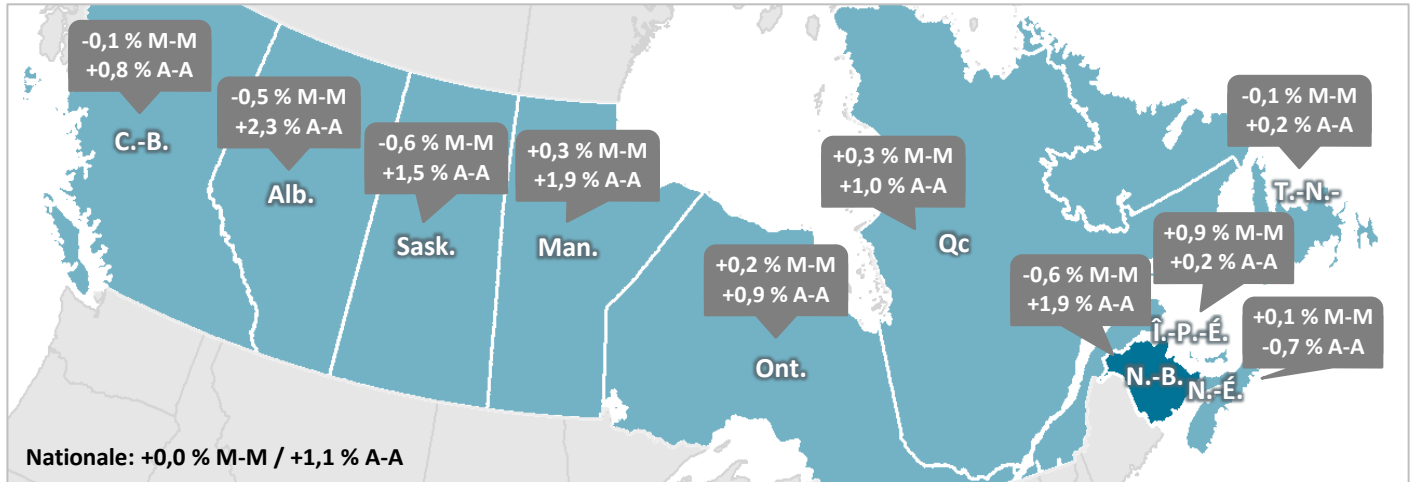 -0,1 % M-M
+0,8 % A-A
C.-B.
-0,5 % M-M
+2,3 % A-A
Alb.
-0,6 % M-M
+1,5 % A-A
Sask.
+0,3 % M-M
+1,9 % A-A
Man.
+0,2 % M-M
+0,9 % A-A
Ont.
+0,3 % M-M
+1,0 % A-A
Qc
-0,1 % M-M
+0,2 % A-A
T.-N.-
+0,9 % M-M
+0,2 % A-A
Î.-P.-É.
-0,6 % M-M
+1,9 % A-A
N.-B.
+0,1 % M-M
-0,7 % A-A
N.-É.
Nationale: +0,0 % M-M / +1,1 % A-A